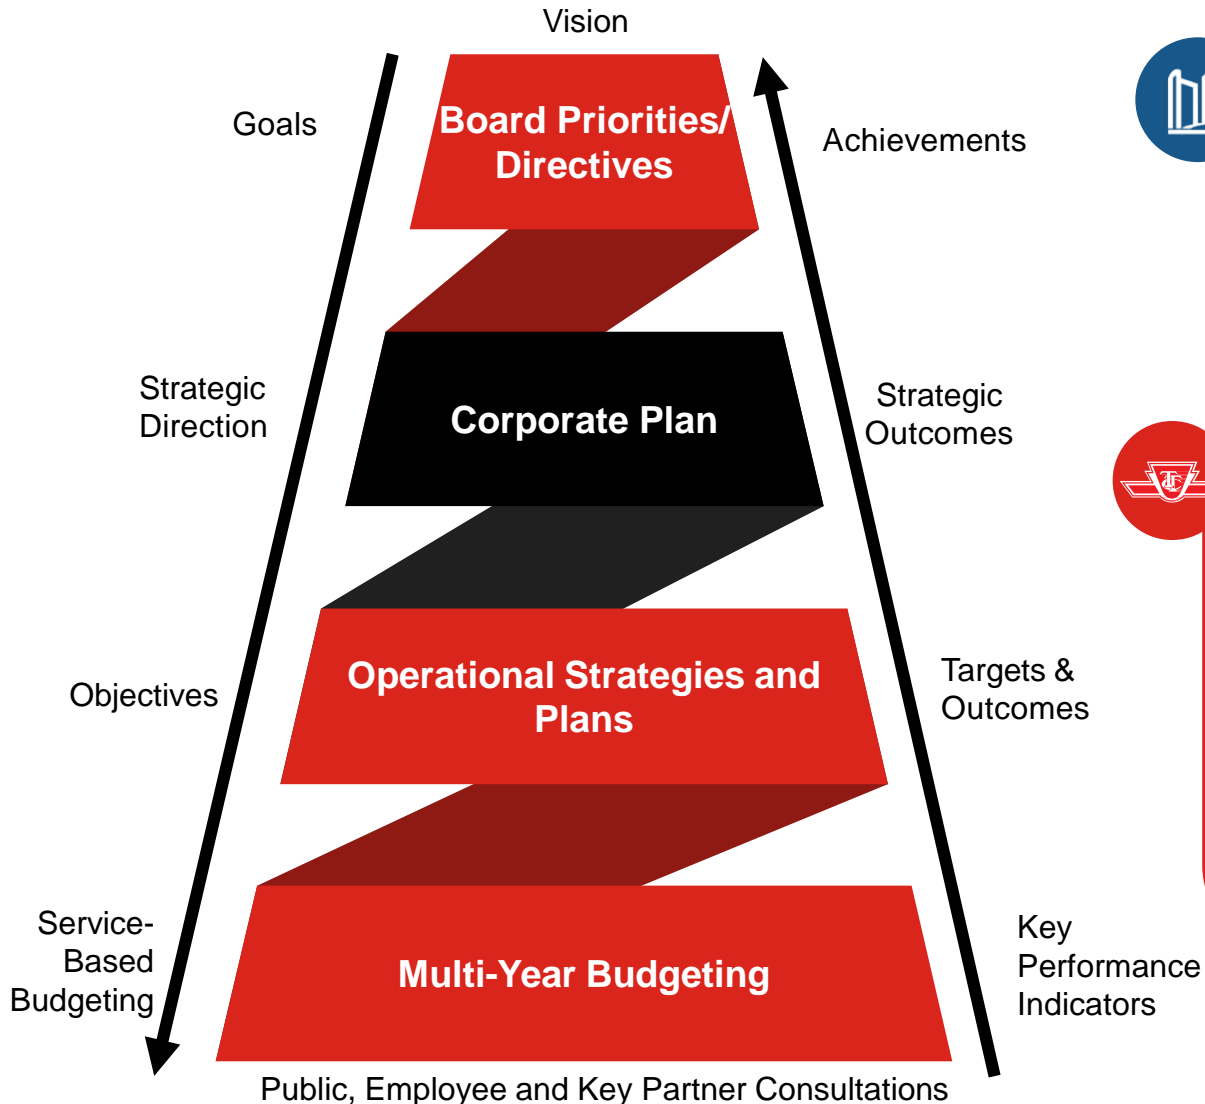 Vision
Goals
Board Priorities/
Directives
Achievements
Strategic
Direction
Corporate Plan
Strategic
Outcomes
Objectives
Operational Strategies and
Plans
Targets &
Outcomes
Service-
Based
Budgeting
Multi-Year Budgeting
Key
Performance
Indicators
Public, Employee and Key Partner Consultations
TTC